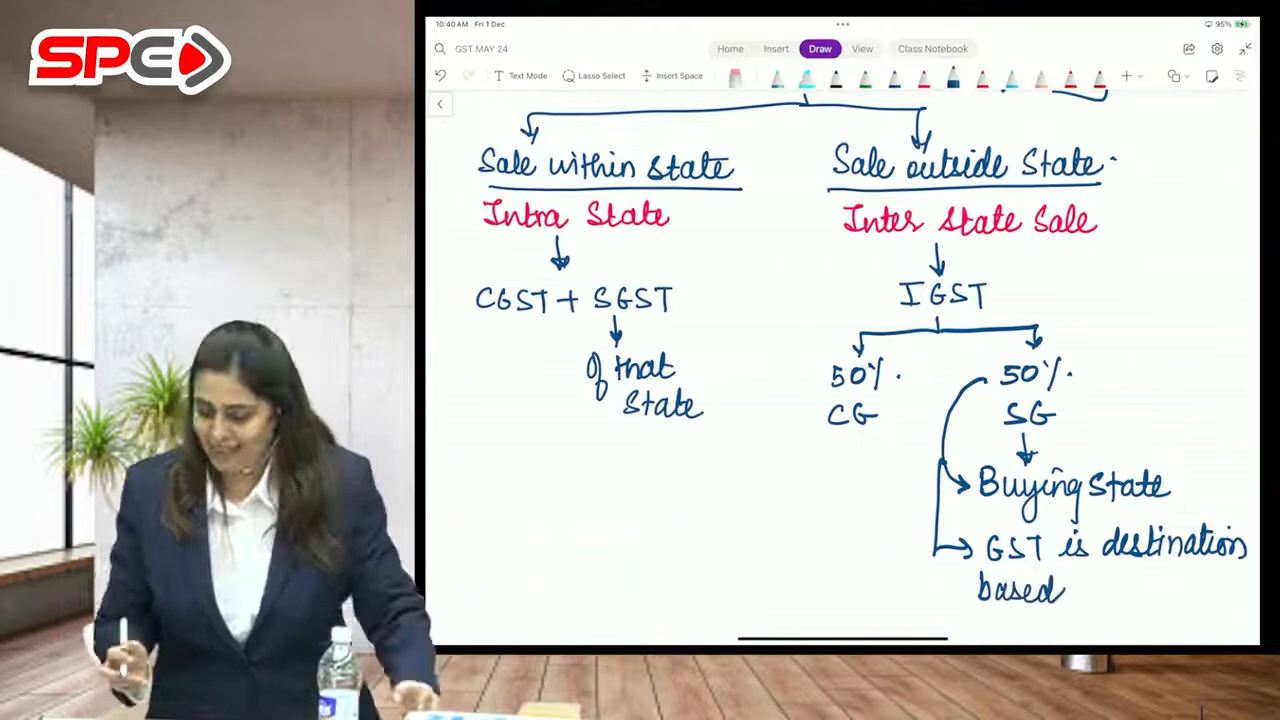 SPED
10:40 AM Fri 1 Dec
95%
GST MAY 24
Home
Insert
Draw
View
Class Notebook
Text Mode
Lasso Select
Insert Space
Sale within State
Intra State
CGST + SGST
of that
State
Sale outside State
Inter State Sale
IGST
50%.
CG
50%.
SG
Buying State
GST is destination
based